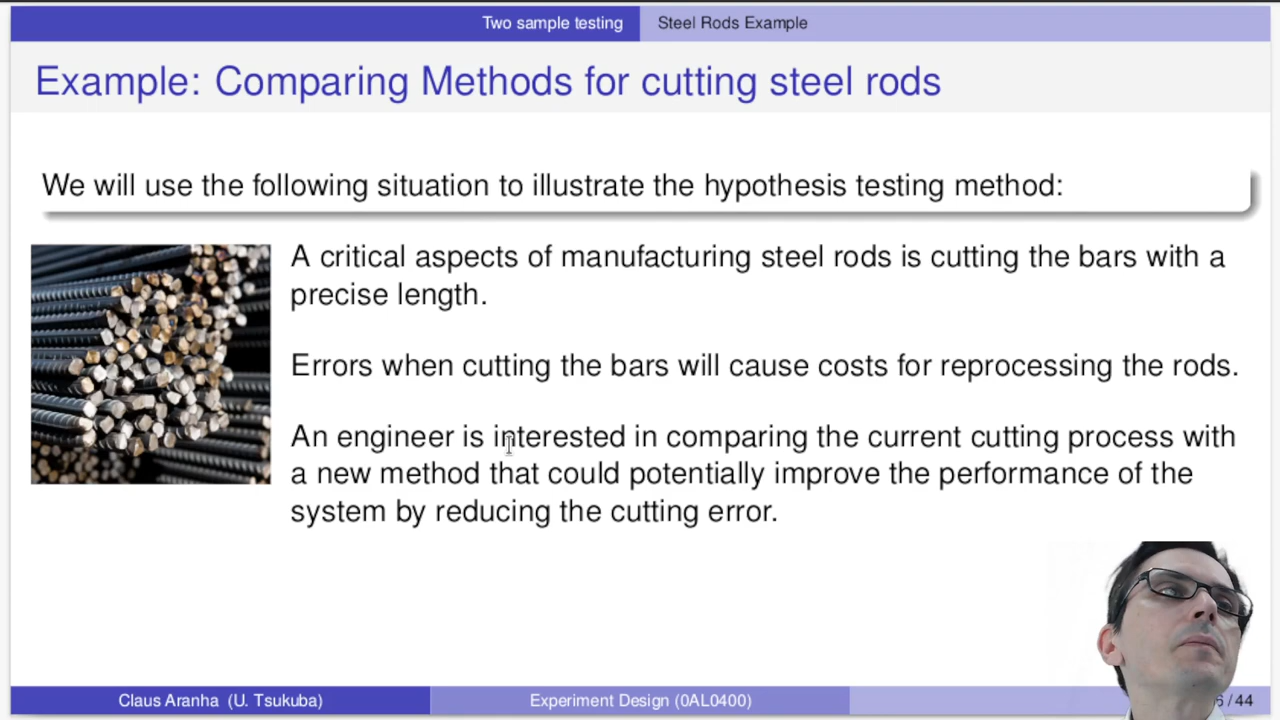 Two sample testing
Steel Rods Example
Example: Comparing Methods for cutting steel rods
We will use the following situation to illustrate the hypothesis testing method:
A critical aspects of manufacturing steel rods is cutting the bars with a
precise length.
Errors when cutting the bars will cause costs for reprocessing the rods.
An engineer is interested in comparing the current cutting process with
a new method that could potentially improve the performance of the
system by reducing the cutting error.
Claus Aranha (U. Tsukuba)
Experiment Design (0AL0400)
/ 44